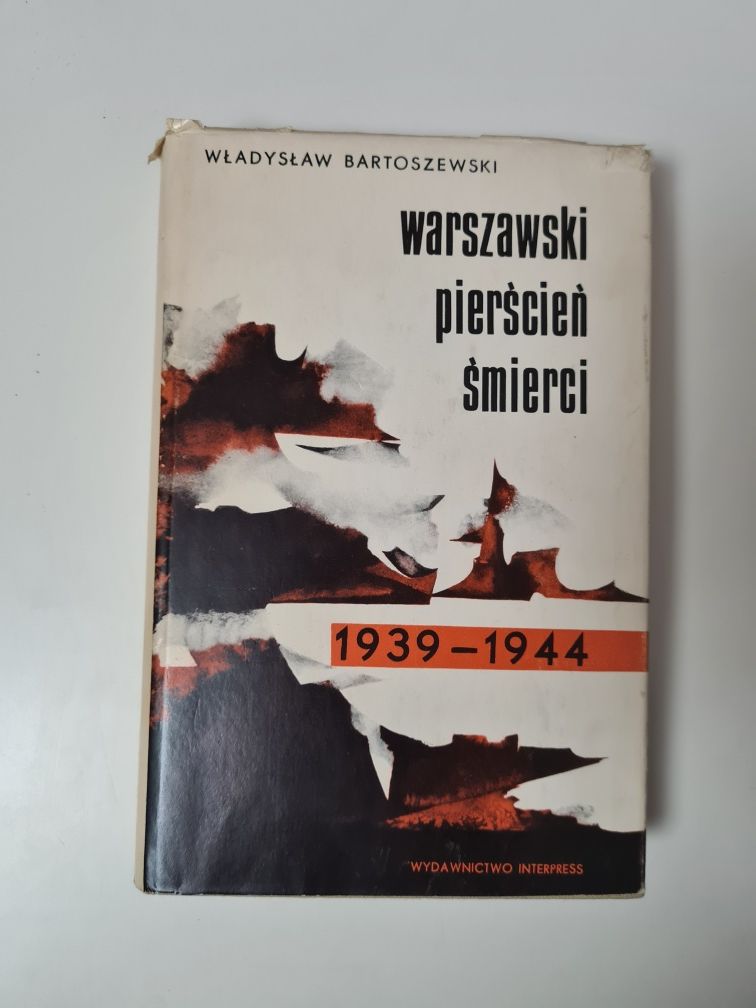 WŁADYSŁAW BARTOSZEWSKI
warszawski
pierścień
śmierci
1939–1944
WYDAWNICTWO INTERPRESS